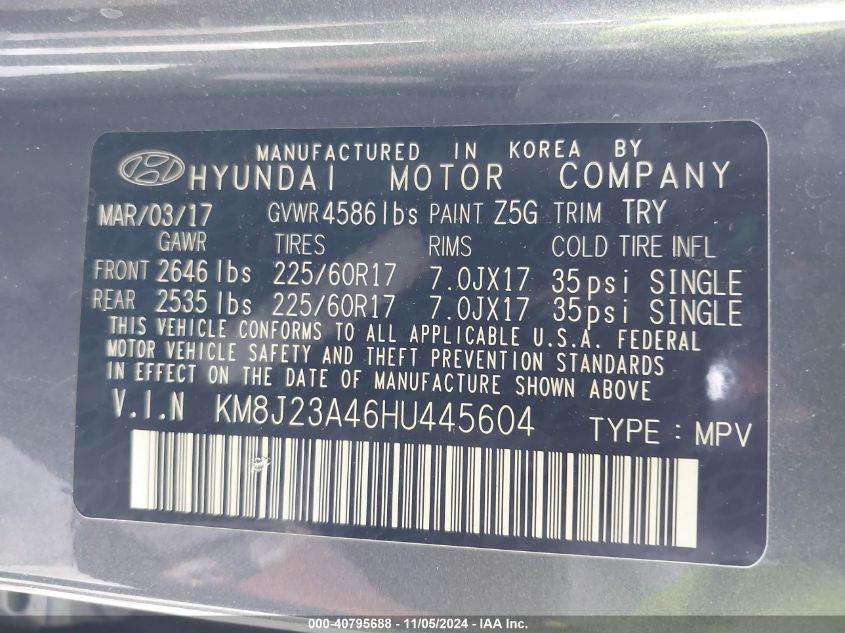 MANUFACTURED IN KOREA BY
HYUNDAI MOTOR COMPANY
MAR/03/17 GVWR 4586 lbs PAINT Z5G TRIM TRY
GAWR TIRES RIMS COLD TIRE INFL
FRONT 2646 lbs 225/60R17 7.0JX17 35psi SINGLE
REAR 2535 lbs 225/60R17 7.0JX17 35psi SINGLE
THIS VEHICLE CONFORMS TO ALL APPLICABLE U.S.A. FEDERAL
MOTOR VEHICLE SAFETY AND THEFT PREVENTION STANDARDS
IN EFFECT ON THE DATE OF MANUFACTURE SHOWN ABOVE
V.I.N KM8J23A46HU445604 TYPE : MPV
000-40795688 - 11/05/2024 - IAA Inc.